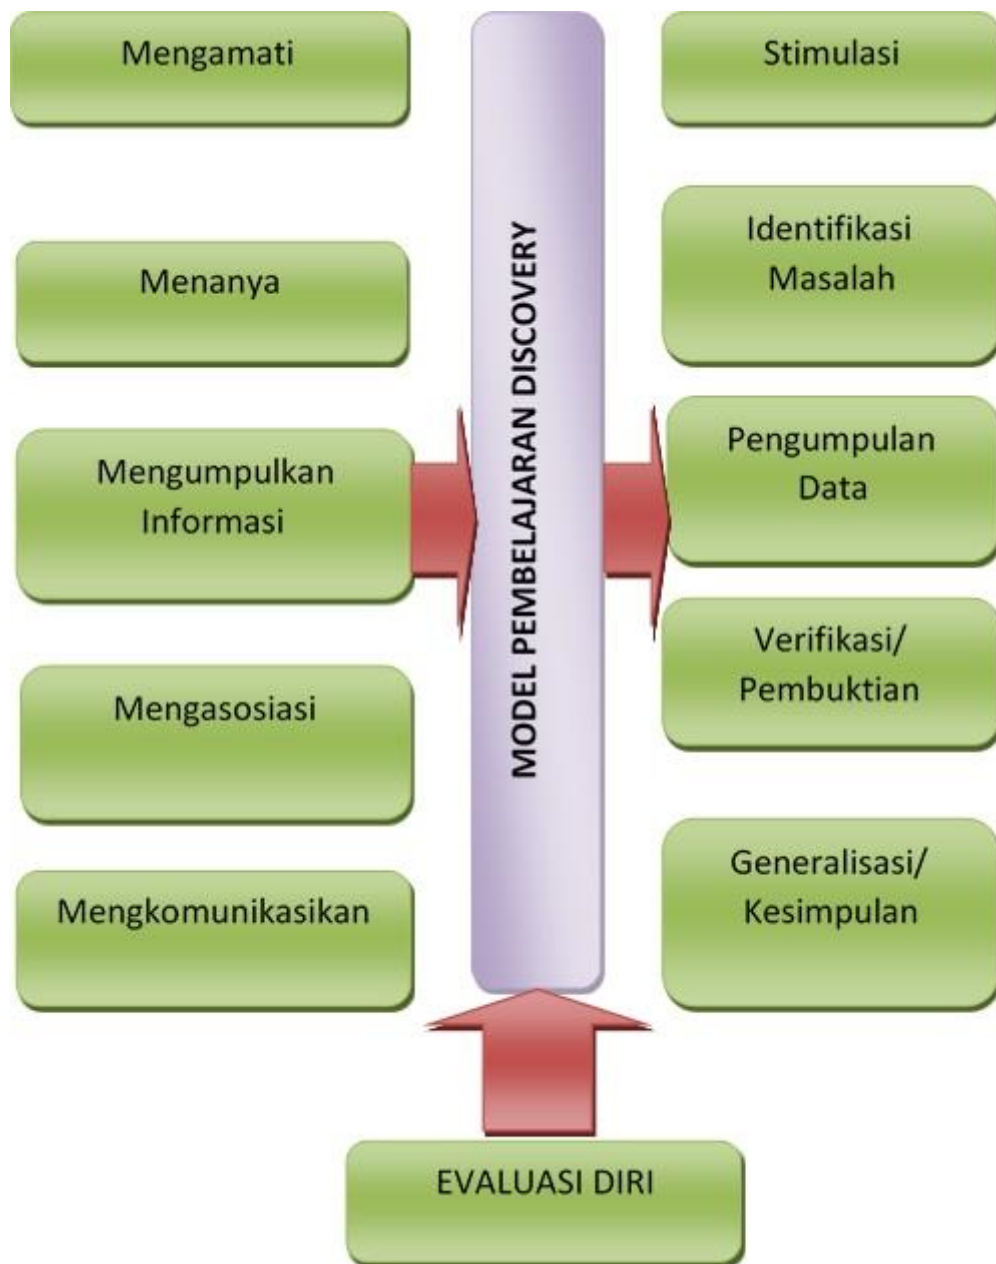 Mengamati
Menanya
Mengumpulkan
Informasi
Mengasosiasi
Mengkomunikasikan
MODEL PEMBELAJARAN DISCOVERY
Stimulasi
Identifikasi
Masalah
Pengumpulan
Data
Verifikasi/
Pembuktian
Generalisasi/
Kesimpulan
EVALUASI DIRI